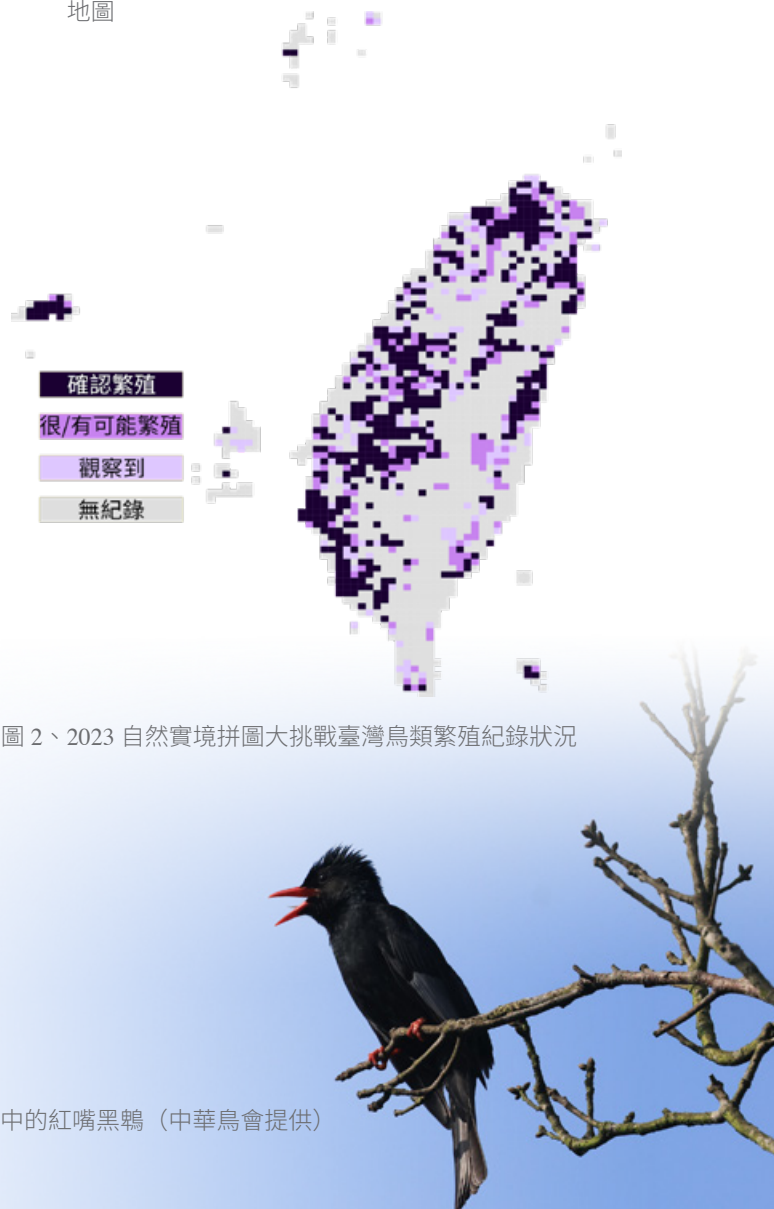 地圖
確認繁殖
很/有可能繁殖
觀察到
無紀錄
圖 2、2023 自然實境拼圖大挑戰臺灣鳥類繁殖紀錄狀況
中的紅嘴黑鵯（中華鳥會提供）